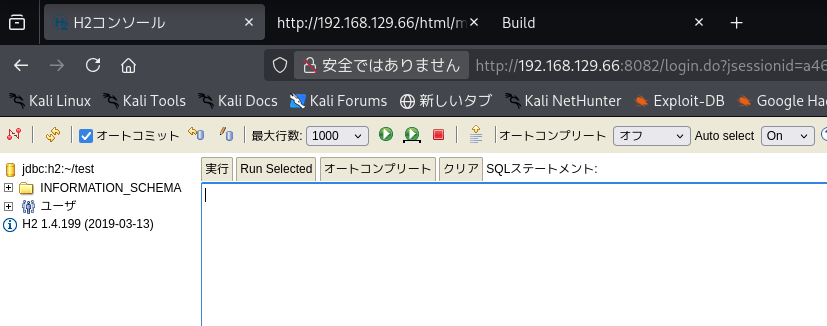 H2コンソール
http://192.168.129.66/html/m
Build
安全ではありません
http://192.168.129.66:8082/login.do?jsessionid=a46
Kali Linux
Kali Tools
Kali Docs
Kali Forums
新しいタブ
Kali NetHunter
Exploit-DB
Google Ha
オートコミット
最大行数:
1000
オートコンプリート
オフ
Auto select
On
jdbc:h2:~/test
INFORMATION_SCHEMA
ユーザ
H2 1.4.199 (2019-03-13)
実行
Run Selected
オートコンプリート
クリア
SQLステートメント: